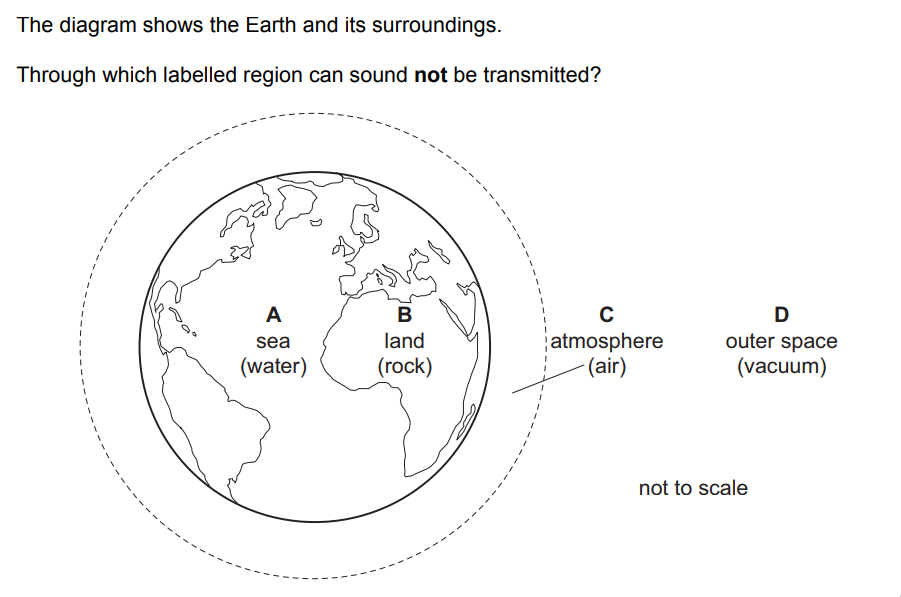 The diagram shows the Earth and its surroundings.
Through which labelled region can sound not be transmitted?
A
sea
(water)
B
land
(rock)
C
atmosphere
(air)
D
outer space
(vacuum)
not to scale